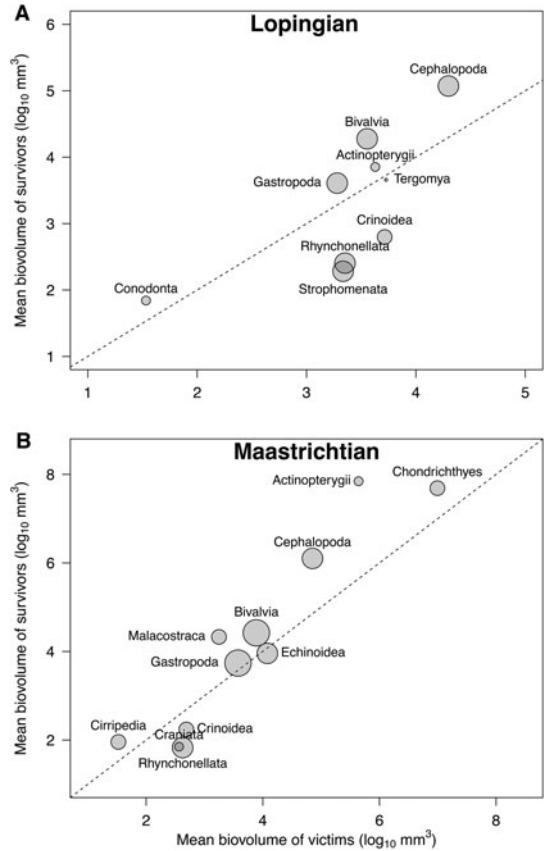 A
Lopingian
Mean biovolume of survivors (log10 mm3)
6
5
4
3
2
1
Cephalopoda
Bivalvia
Actinopterygii
Gastropoda
Tergomya
Crinoidea
Rhynchonellata
Strophomenata
Conodonta
1
2
3
4
5
B
Maastrichtian
Mean biovolume of survivors (log10 mm3)
8
6
4
2
Actinopterygii
Chondrichthyes
Cephalopoda
Bivalvia
Malacostraca
Gastropoda
Echinoidea
Cirripedia
Crinoidea
Craniata
Rhynchonellata
2
4
6
8
Mean biovolume of victims (log10 mm3)